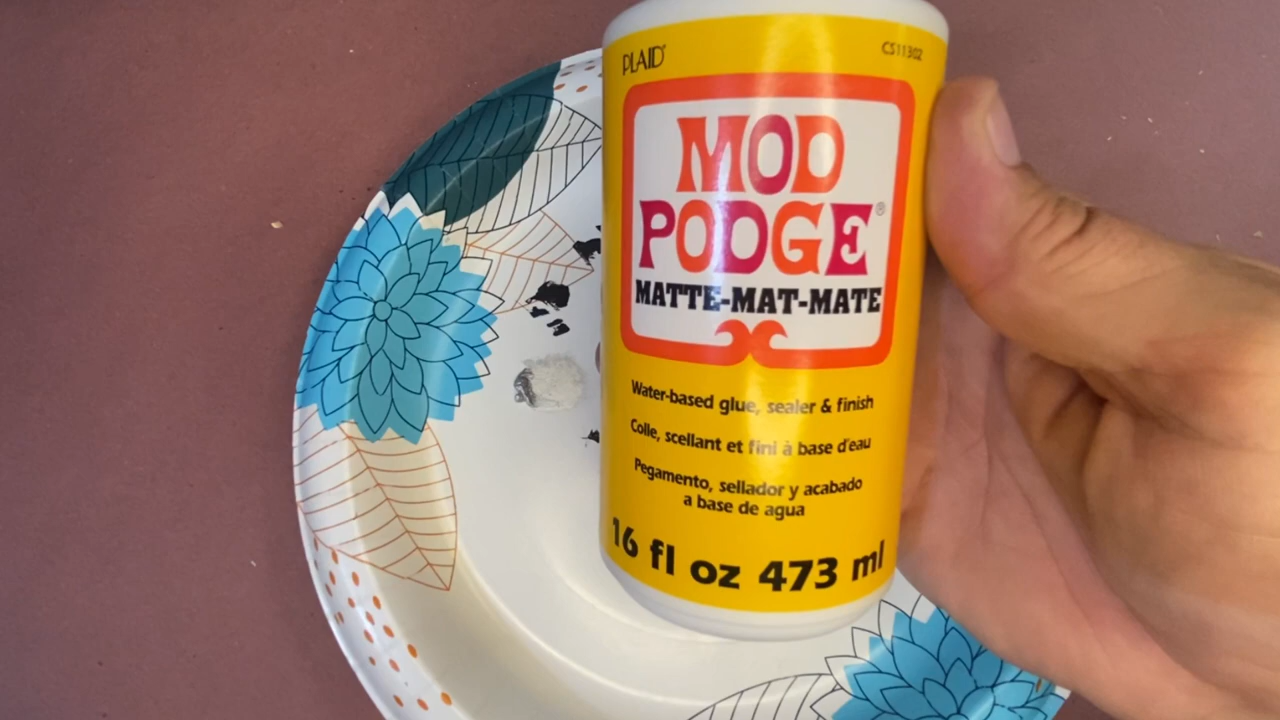 PLAID®
CS11302
MOD
PODGE®
MATTE-MAT-MATE
Water-based glue, sealer & finish
Colle, scellant et fini à base d'eau
Pegamento, sellador y acabado
a base de agua
16 fl oz 473 ml